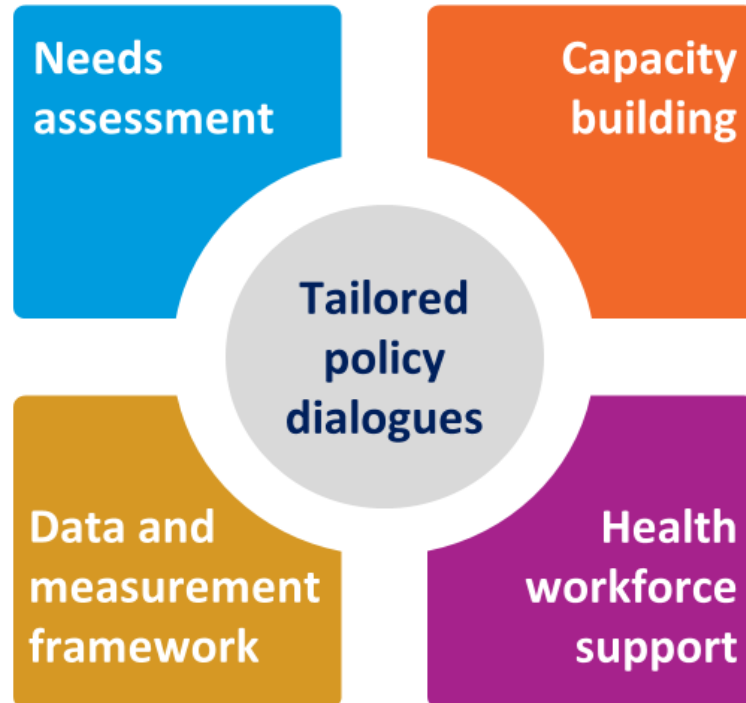 Needs
assessment
Capacity
building
Tailored
policy
dialogues
Data and
measurement
framework
Health
workforce
support